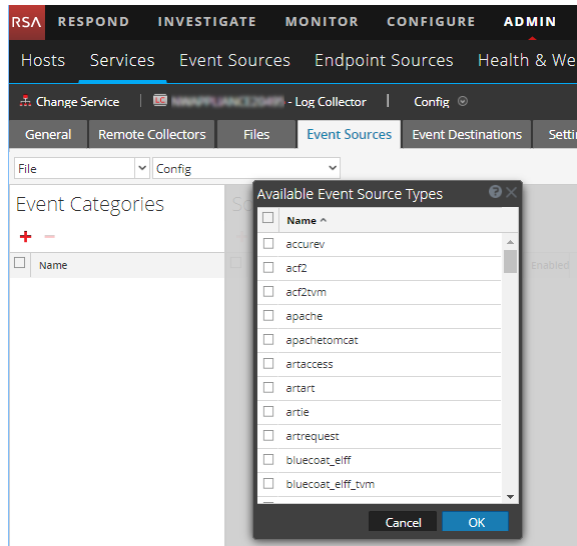 RSA RESPOND INVESTIGATE MONITOR CONFIGURE ADMIN
Hosts Services Event Sources Endpoint Sources Health & We
Change Service LC - Log Collector Config
General Remote Collectors Files Event Sources Event Destinations Setti
File Config
Event Categories
Available Event Source Types
Name
Name
accurev
Enabled
acf2
acf2tvm
apache
apachetomcat
artaccess
artart
artie
artrequest
bluecoat_elff
bluecoat_elff_tvm
Cancel OK